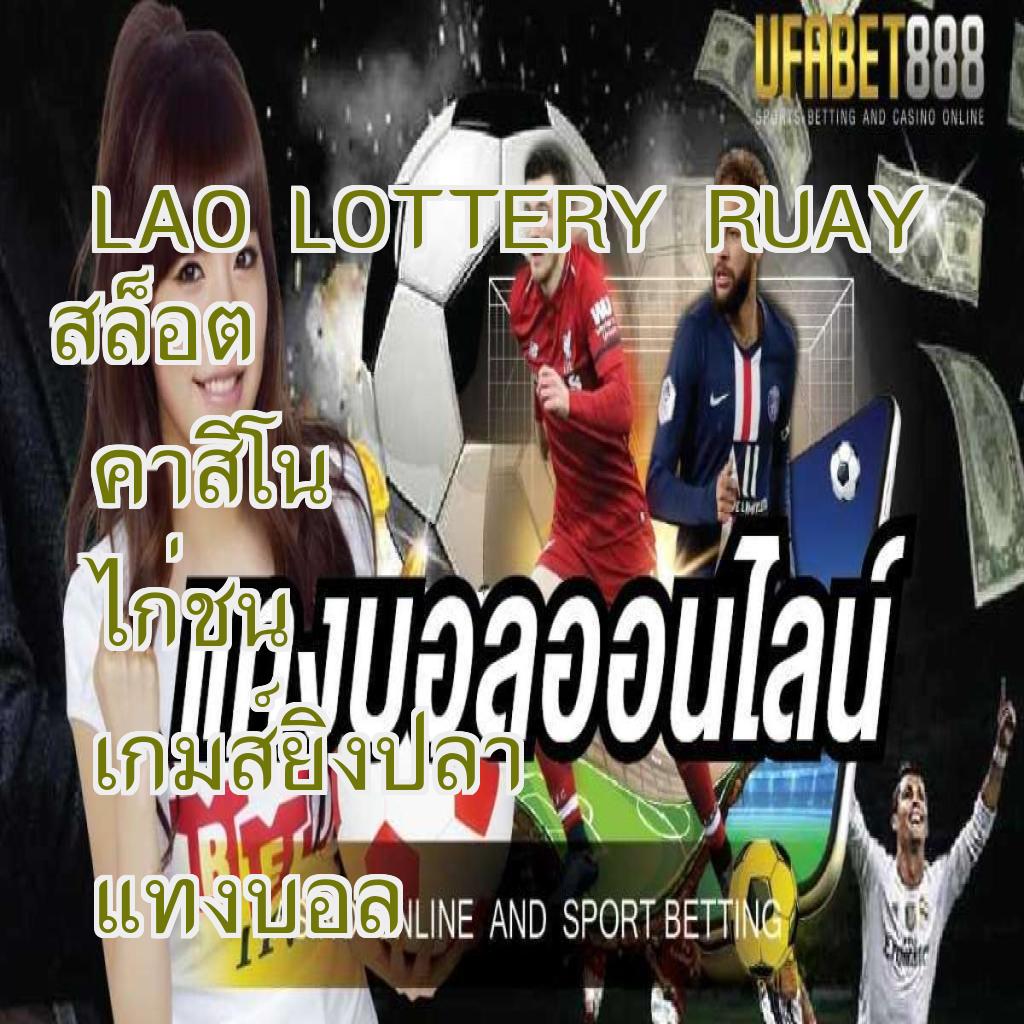 UFABET888
SPORTS BETTING AND CASINO ONLINE
LAO LOTTERY RUAY
สล็อต
คาสิโน
ไก่ชน
แทงบอลออนไลน์
เกมส์ยิงปลา
แทงบอล
ONLINE AND SPORT BETTING
Fly Emirates